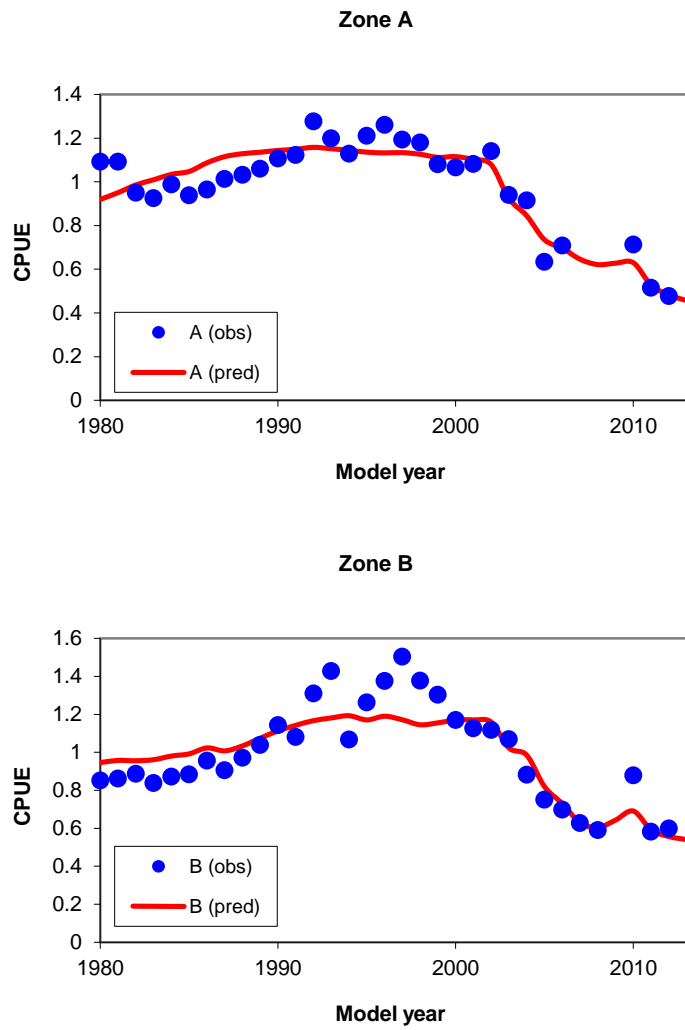 Zone A
1.4
1.2
1
0.8
0.6
0.4
0.2
0
CPUE
A (obs)
A (pred)
1980 1990 2000 2010
Model year
Zone B
1.6
1.4
1.2
1
0.8
0.6
0.4
0.2
0
CPUE
B (obs)
B (pred)
1980 1990 2000 2010
Model year